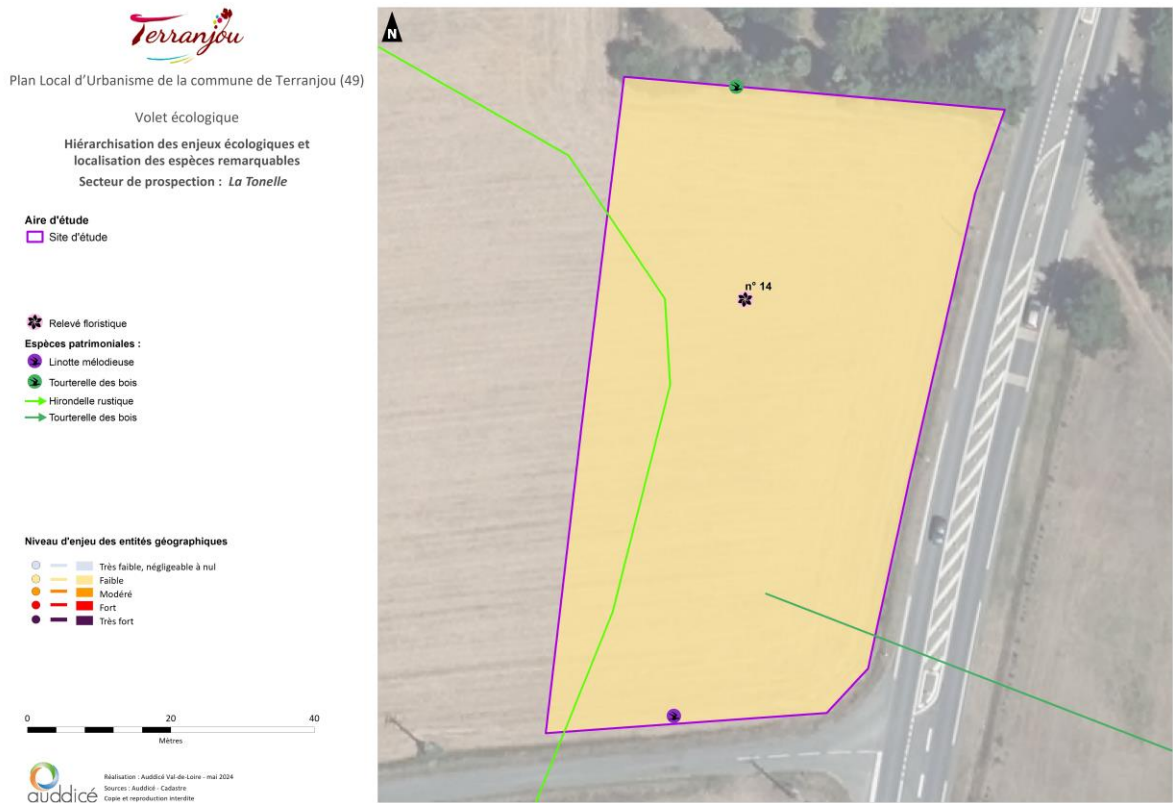 Terranjou
Plan Local d'Urbanisme de la commune de Terranjou (49)
Volet écologique
Hiérarchisation des enjeux écologiques et
localisation des espèces remarquables
Secteur de prospection : La Tonelle
Aire d'étude
Site d'étude
Relevé floristique
Espèces patrimoniales :
Linotte mélodieuse
Tourterelle des bois
Hirondelle rustique
Tourterelle des bois
Niveau d'enjeu des entités géographiques
Très faible, négligeable à nul
Faible
Modéré
Fort
Très fort
0 20 40
Mètres
auddicé
Réalisation : Auddicé Val-de-Loire - mai 2024
Sources : Auddicé - Cadastre
Copie et reproduction interdite
N
n° 14